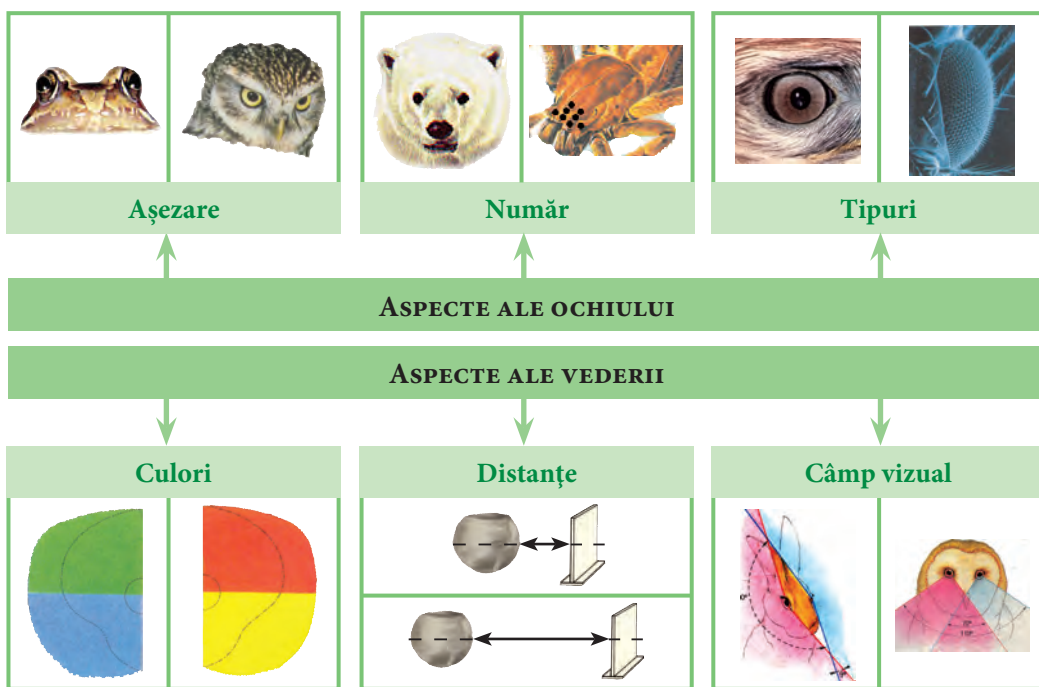 Așezare
Număr
Tipuri
ASPECTE ALE OCHIULUI
ASPECTE ALE VEDERII
Culori
Distanțe
Câmp vizual